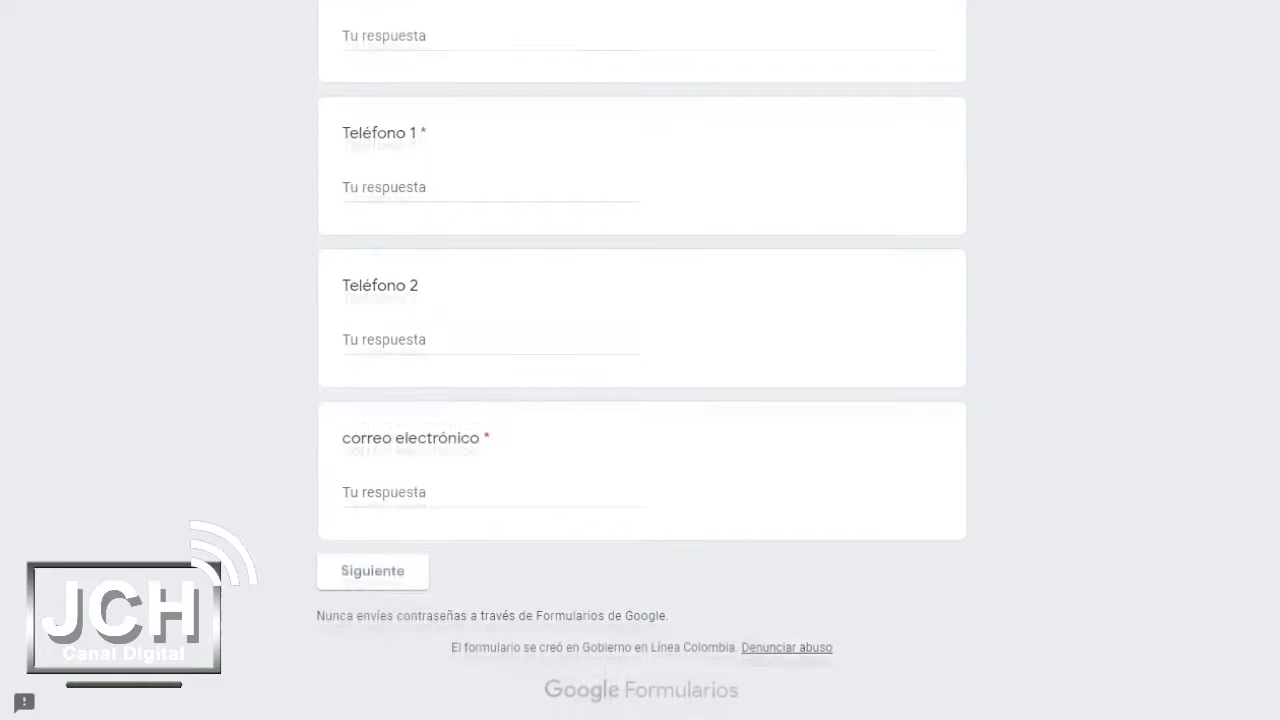 Tu respuesta
Teléfono 1 *
Tu respuesta
Teléfono 2
Tu respuesta
correo electrónico *
Tu respuesta
Siguiente
Nunca envíes contraseñas a través de Formularios de Google.
El formulario se creó en Gobierno en Línea Colombia. Denunciar abuso
Google Formularios
JCH
Canal Digital